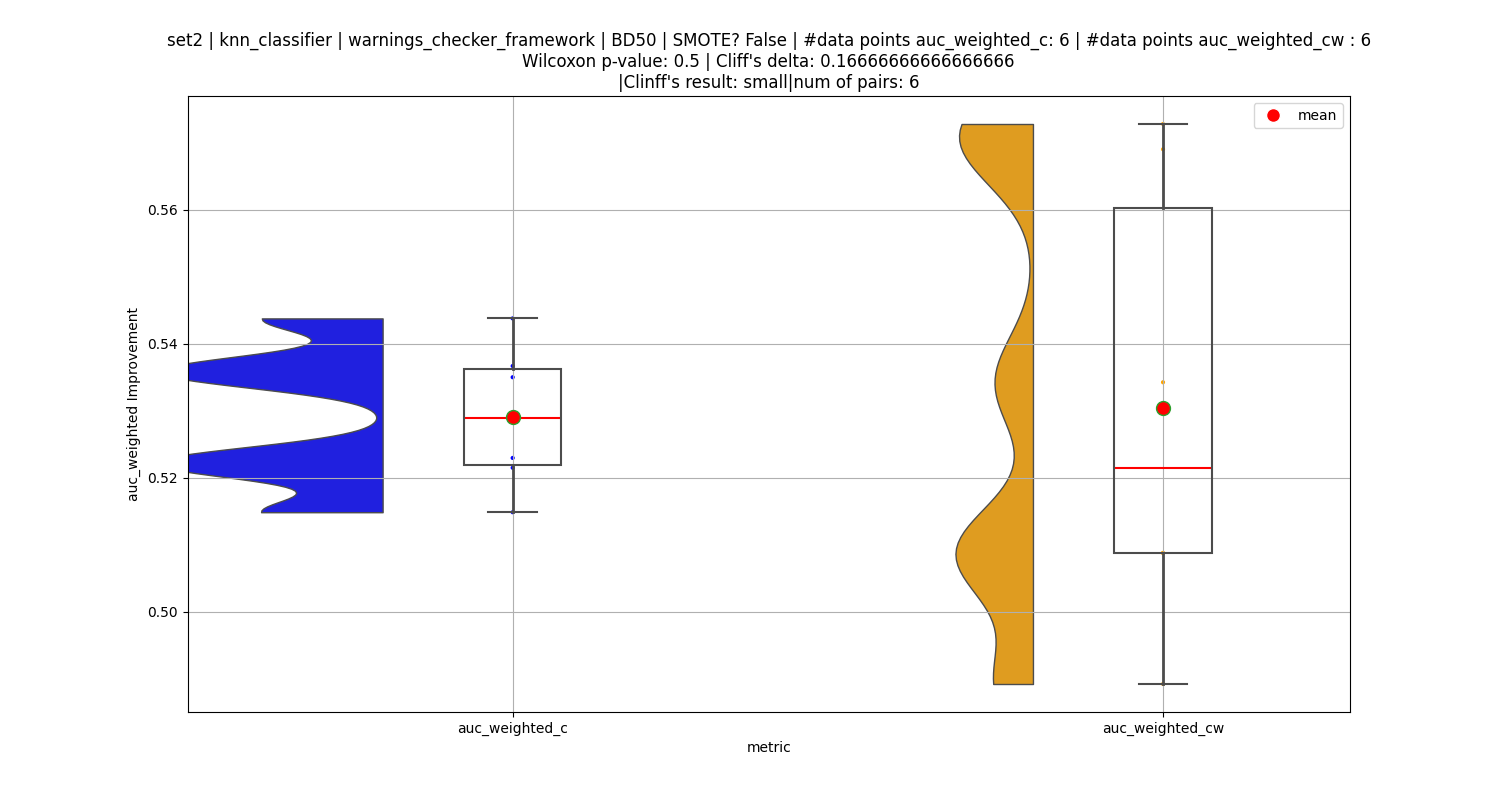 set2 | knn_classifier | warnings_checker_framework | BD50 | SMOTE? False | #data points auc_weighted_c: 6 | #data points auc_weighted_cw : 6
Wilcoxon p-value: 0.5 | Cliff's delta: 0.16666666666666666
|Clinff's result: small|num of pairs: 6
mean
0.56
0.54
0.52
0.50
auc_weighted Improvement
auc_weighted_c
auc_weighted_cw
metric